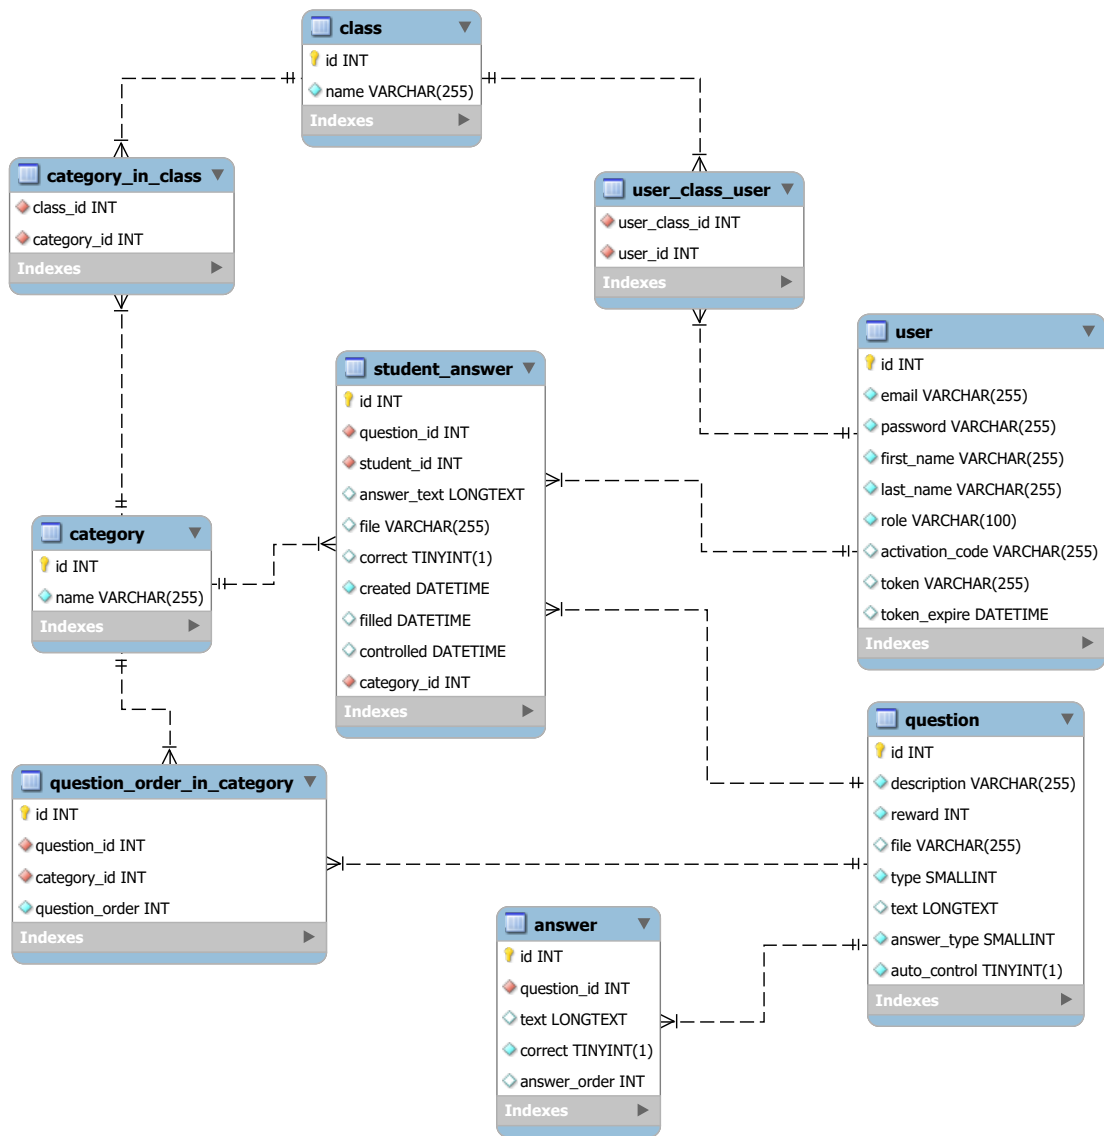 class
id INT
name VARCHAR(255)
Indexes
category_in_class
class_id INT
category_id INT
Indexes
user_class_user
user_class_id INT
user_id INT
Indexes
user
id INT
email VARCHAR(255)
password VARCHAR(255)
first_name VARCHAR(255)
last_name VARCHAR(255)
role VARCHAR(100)
activation_code VARCHAR(255)
token VARCHAR(255)
token_expire DATETIME
Indexes
student_answer
id INT
question_id INT
student_id INT
answer_text LONGTEXT
file VARCHAR(255)
correct TINYINT(1)
created DATETIME
filled DATETIME
controlled DATETIME
category_id INT
Indexes
category
id INT
name VARCHAR(255)
Indexes
question
id INT
description VARCHAR(255)
reward INT
file VARCHAR(255)
type SMALLINT
text LONGTEXT
answer_type SMALLINT
auto_control TINYINT(1)
Indexes
question_order_in_category
id INT
question_id INT
category_id INT
question_order INT
Indexes
answer
id INT
question_id INT
text LONGTEXT
correct TINYINT(1)
answer_order INT
Indexes